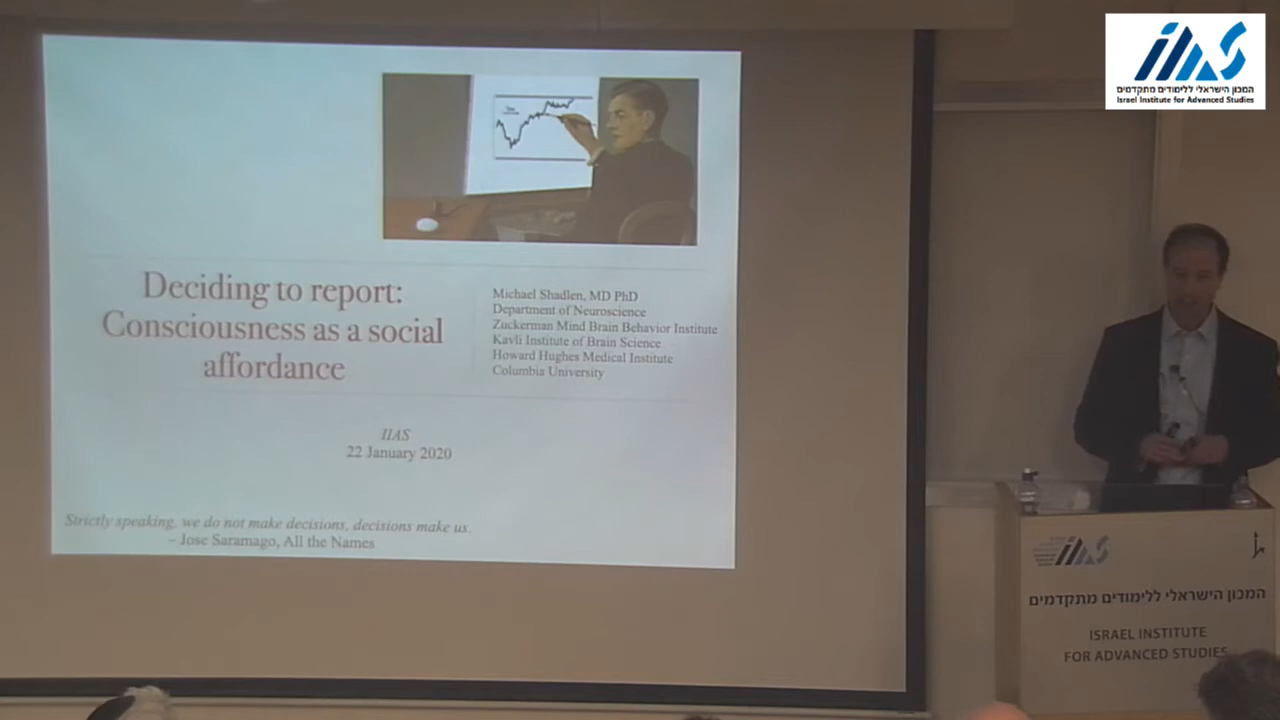 המכון הישראלי ללימודים מתקדמים
Israel Institute for Advanced Studies
Deciding to report:
Consciousness as a social
affordance
Michael Shadlen, MD PhD
Department of Neuroscience
Zuckerman Mind Brain Behavior Institute
Kavli Institute of Brain Science
Howard Hughes Medical Institute
Columbia University
IIAS
22 January 2020
Strictly speaking, we do not make decisions, decisions make us.
– Jose Saramago, All the Names
המכון הישראלי ללימודים מתקדמים
ISRAEL INSTITUTE
FOR ADVANCED STUDIES